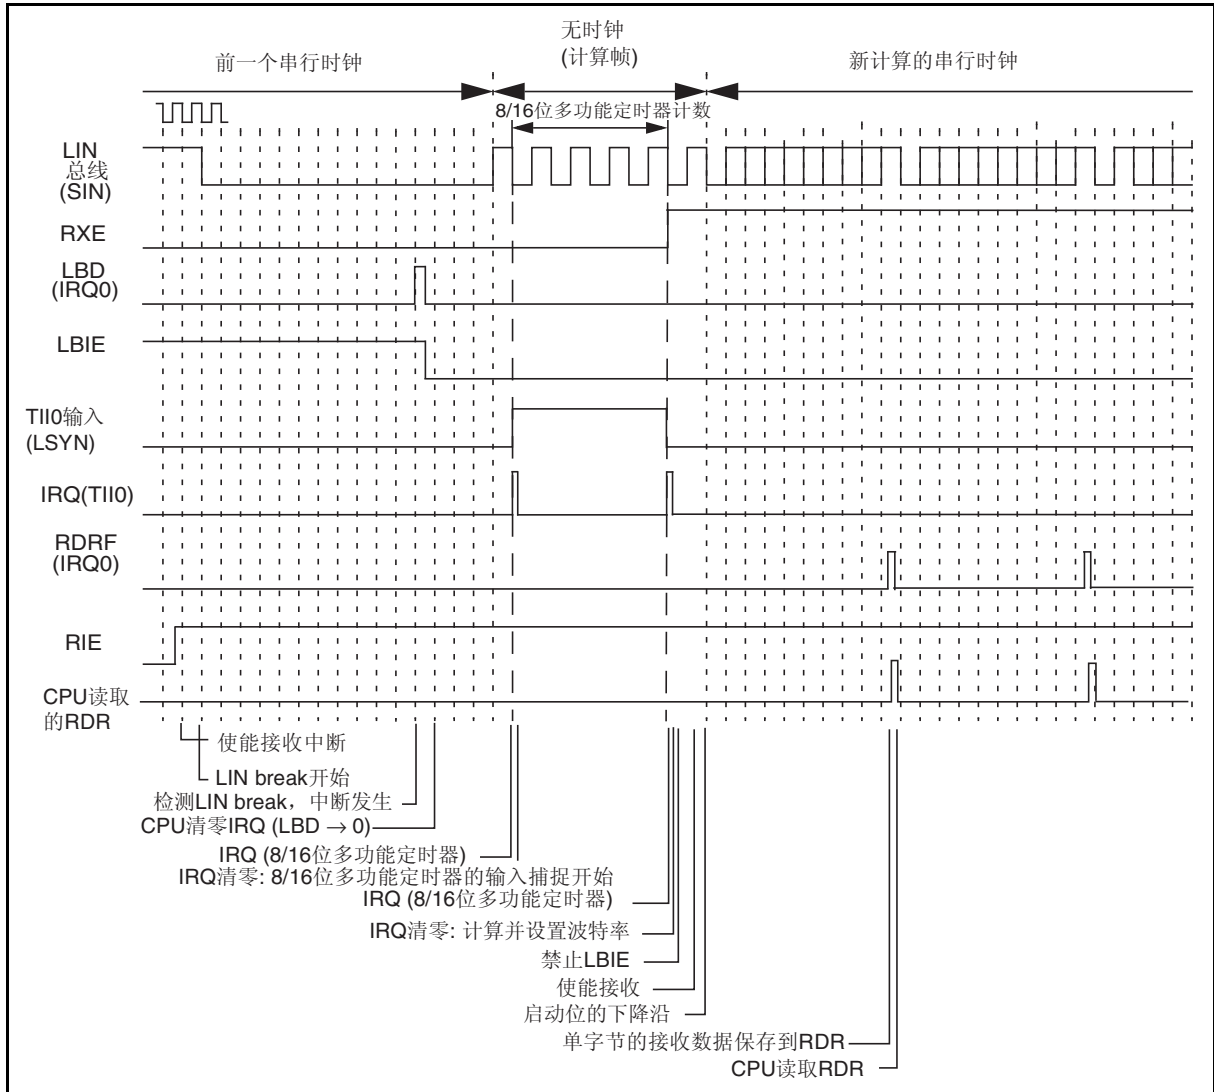 无时钟
(计算帧)
前一个串行时钟
新计算的串行时钟
8/16位多功能定时器计数
LIN
总线
(SIN)
RXE
LBD
(IRQ0)
LBIE
TII0输入
(LSYN)
IRQ(TII0)
RDRF
(IRQ0)
RIE
CPU读取
的RDR
使能接收中断
LIN break开始
检测LIN break，中断发生
CPU清零IRQ (LBD → 0)
IRQ (8/16位多功能定时器)
IRQ清零: 8/16位多功能定时器的输入捕捉开始
IRQ (8/16位多功能定时器)
IRQ清零: 计算并设置波特率
禁止LBIE
使能接收
启动位的下降沿
单字节的接收数据保存到RDR
CPU读取RDR